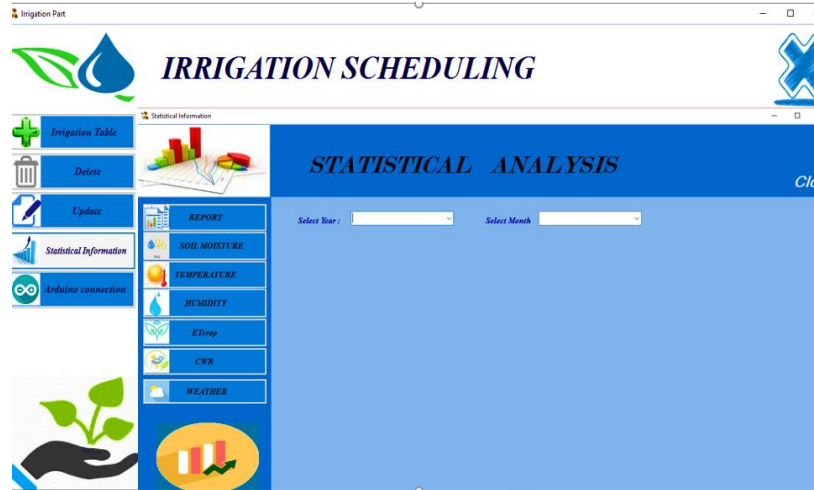 Irrigation Part
IRRIGATION SCHEDULING
Irrigation Table
Delete
Update
Statistical Information
Arduino connection
Statistical Information
STATISTICAL ANALYSIS
REPORT
SOIL MOISTURE
TEMPERATURE
HUMIDITY
ETcrop
CWR
WEATHER
Select Year :
Select Month